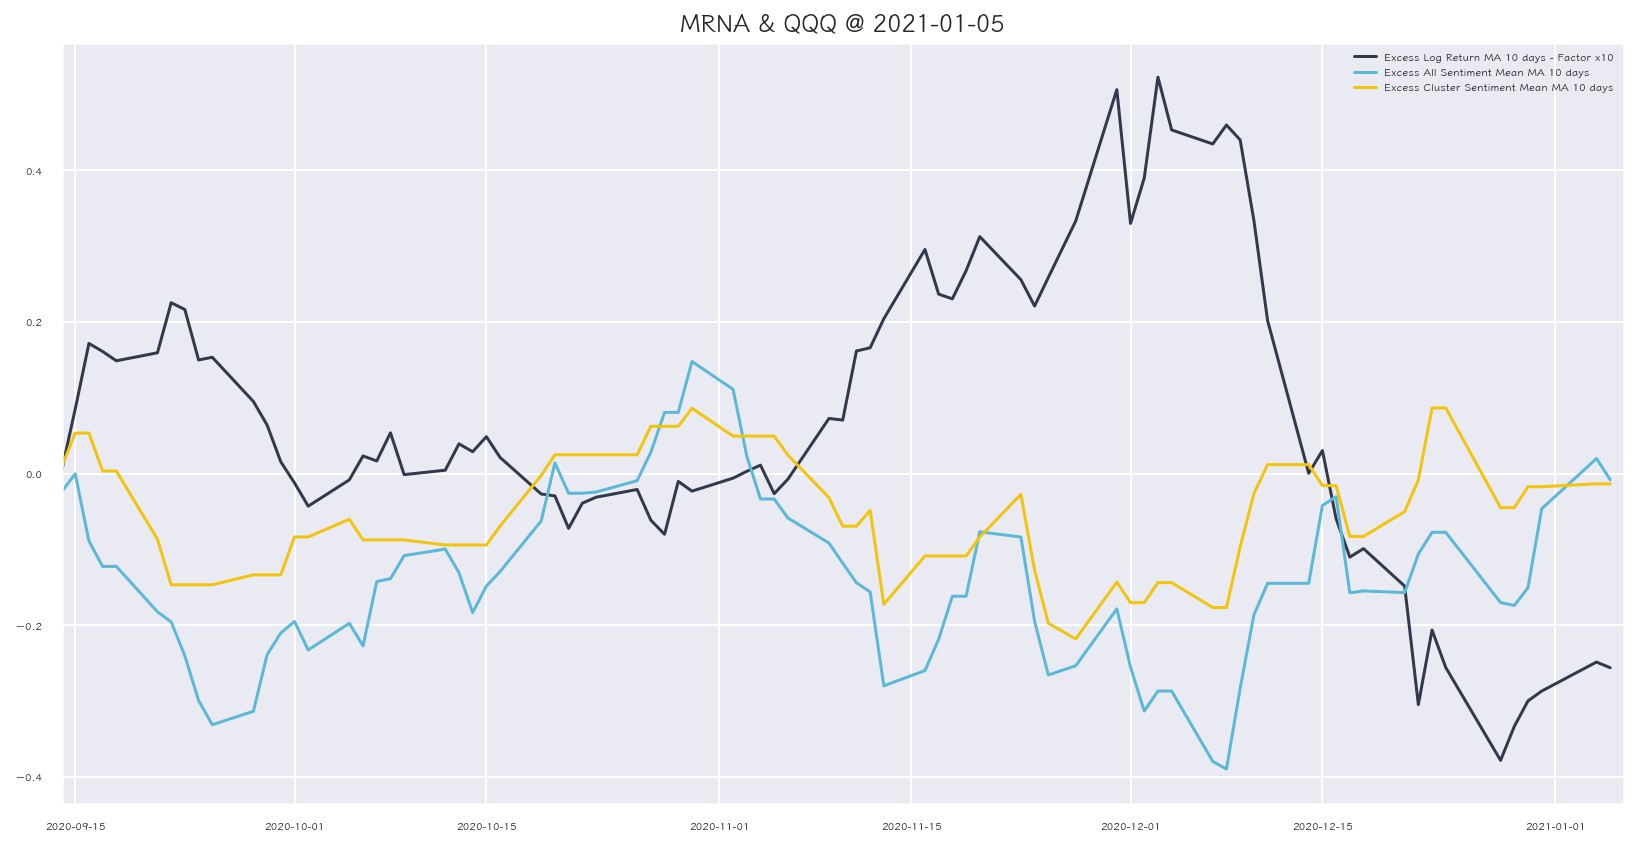 MRNA & QQQ @ 2021-01-05
Excess Log Return MA 10 days - Factor x10
Excess All Sentiment Mean MA 10 days
Excess Cluster Sentiment Mean MA 10 days
0.4
0.2
0.0
−0.2
−0.4
2020-09-15 2020-10-01 2020-10-15 2020-11-01 2020-11-15 2020-12-01 2020-12-15 2021-01-01